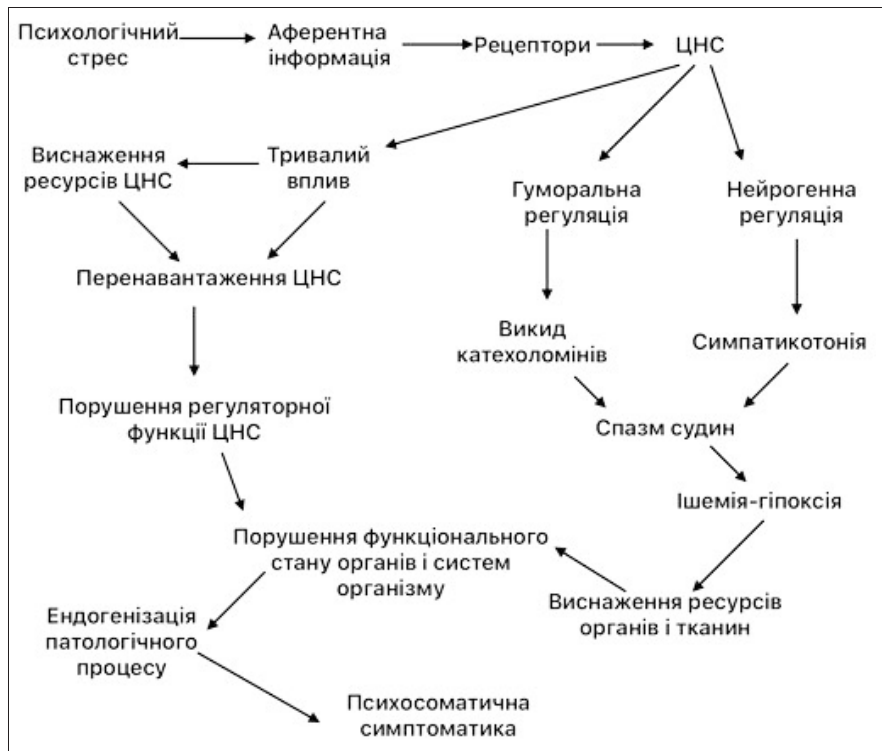 Психологічний
стрес
Аферентна
інформація
Рецептори
ЦНС
Виснаження
ресурсів ЦНС
Тривалий
вплив
Гуморальна
регуляція
Нейрогенна
регуляція
Перенавантаження ЦНС
Викид
катехоломінів
Симпатикотонія
Порушення регуляторної
функції ЦНС
Спазм судин
Ішемія-гіпоксія
Порушення функціонального
стану органів і систем
організму
Виснаження ресурсів
органів і тканин
Ендогенізація
патологічного
процесу
Психосоматична
симптоматика